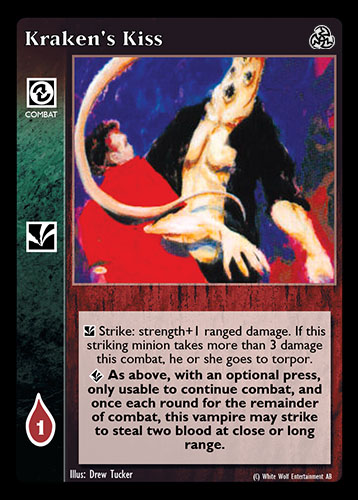 Kraken's Kiss
COMBAT
Strike: strength+1 ranged damage. If this
striking minion takes more than 3 damage
this combat, he or she goes to torpor.
As above, with an optional press,
only usable to continue combat, and
once each round for the remainder
of combat, this vampire may strike
to steal two blood at close or long
range.
1
Illus: Drew Tucker
(C) White Wolf Entertainment AB